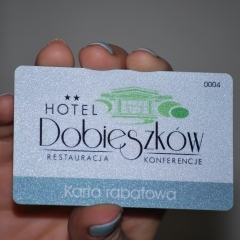 0004
★★
HOTEL
Dobieszków
RESTAURACJA KONFERENCJE
Karta rabatowa